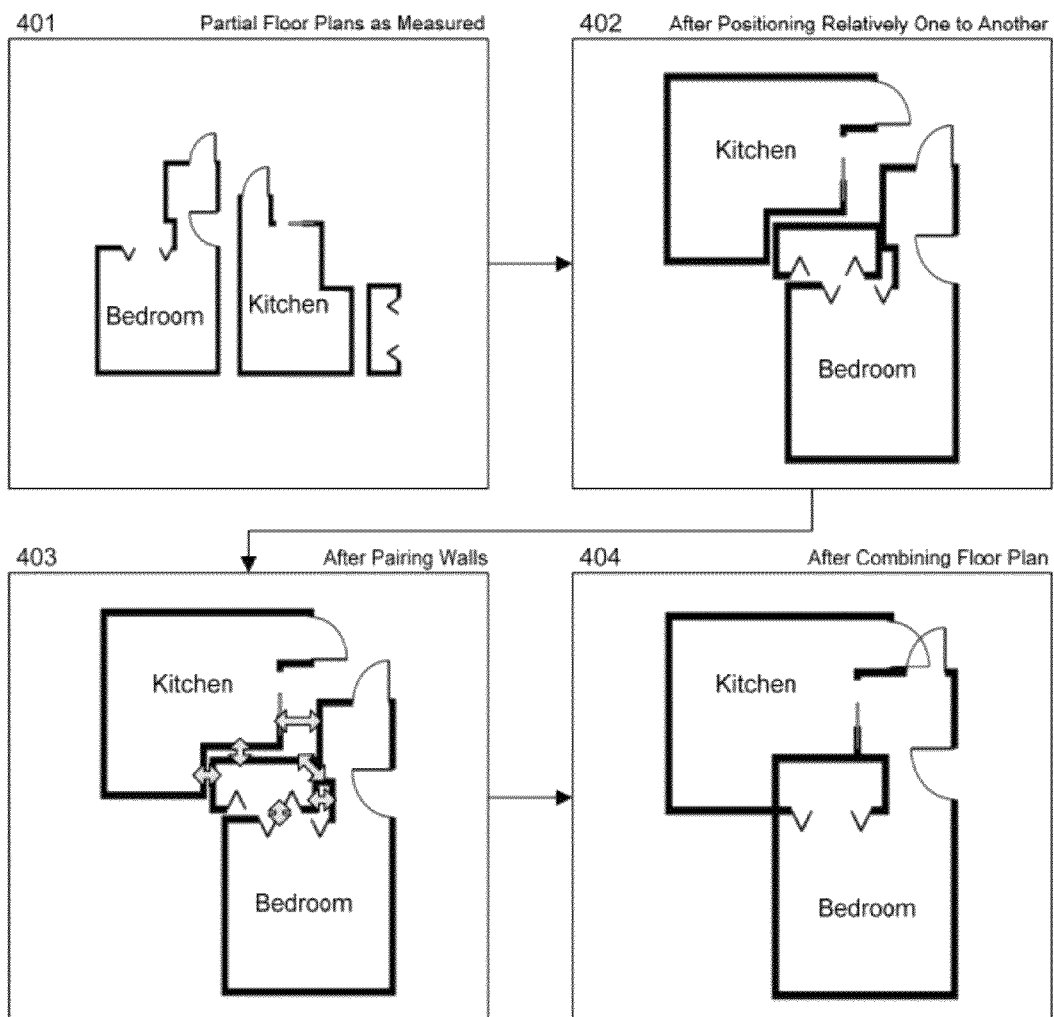 401 Partial Floor Plans as Measured
Bedroom
Kitchen
402 After Positioning Relatively One to Another
Kitchen
Bedroom
403 After Pairing Walls
Kitchen
Bedroom
404 After Combining Floor Plan
Kitchen
Bedroom